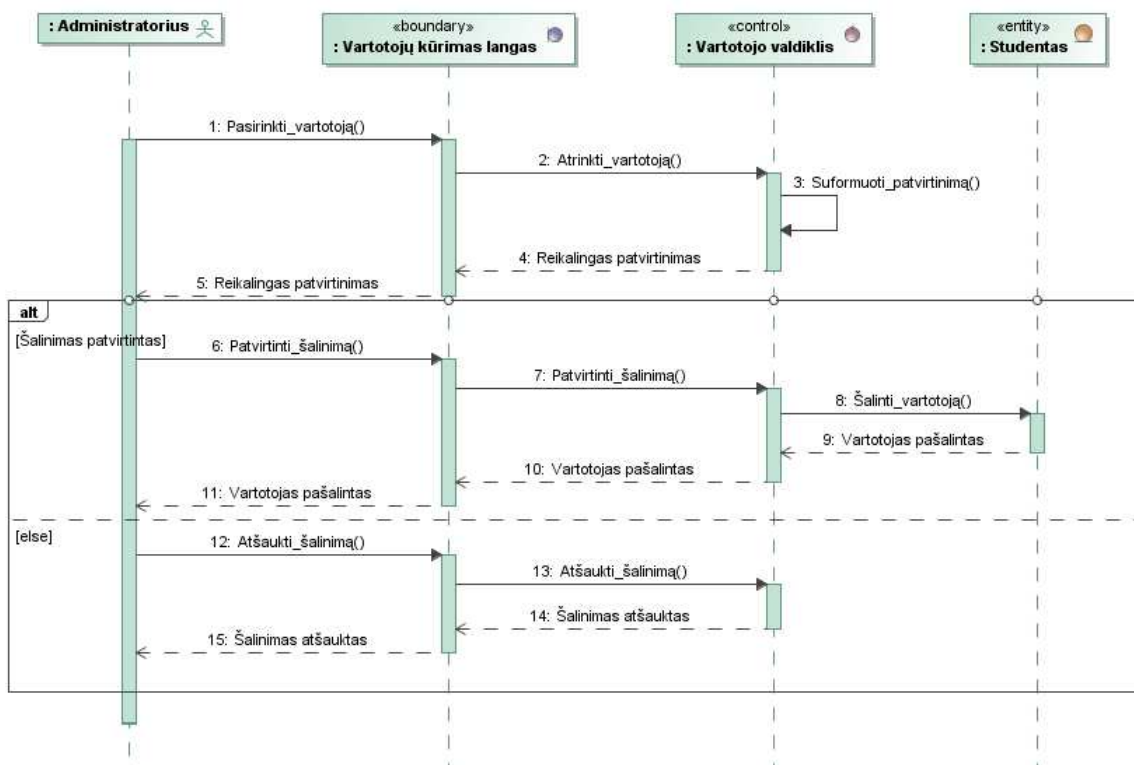 : Administratorius
«boundary»
: Vartotojų kūrimas langas
«control»
: Vartotojo valdiklis
«entity»
: Studentas
1: Pasirinkti_vartotoją()
2: Atrinkti_vartotoją()
3: Suformuoti_patvirtinimą()
4: Reikalingas patvirtinimas
5: Reikalingas patvirtinimas
alt
[Šalinimas patvirtintas]
6: Patvirtinti_šalinimą()
7: Patvirtinti_šalinimą()
8: Šalinti_vartotoją()
9: Vartotojas pašalintas
10: Vartotojas pašalintas
11: Vartotojas pašalintas
[else]
12: Atšaukti_šalinimą()
13: Atšaukti_šalinimą()
14: Šalinimas atšauktas
15: Šalinimas atšauktas